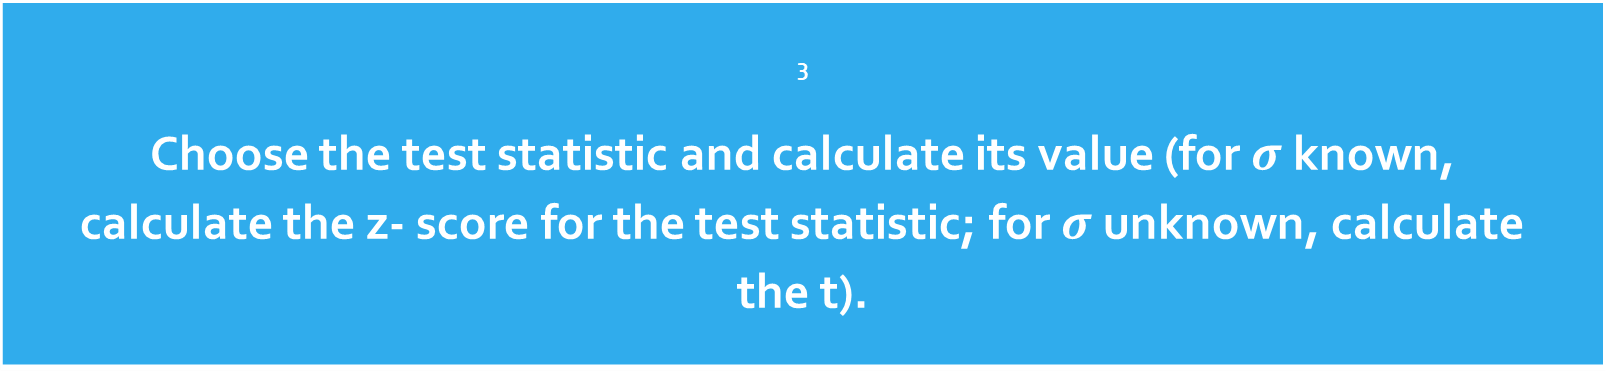 3
Choose the test statistic and calculate its value (for σ known,
calculate the z- score for the test statistic; for σ unknown, calculate
the t).